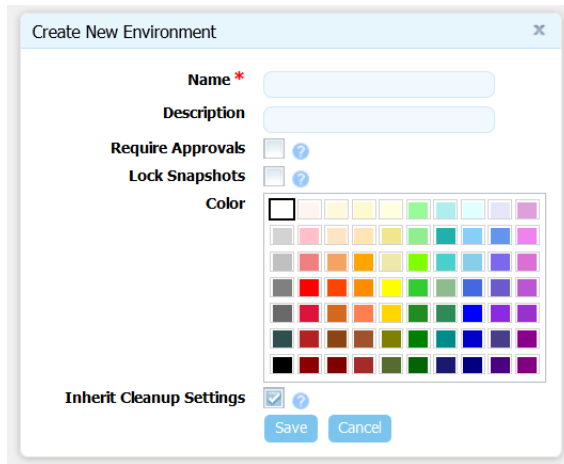 Create New Environment x
Name *
Description
Require Approvals ?
Lock Snapshots ?
Color
Inherit Cleanup Settings ?
Save Cancel